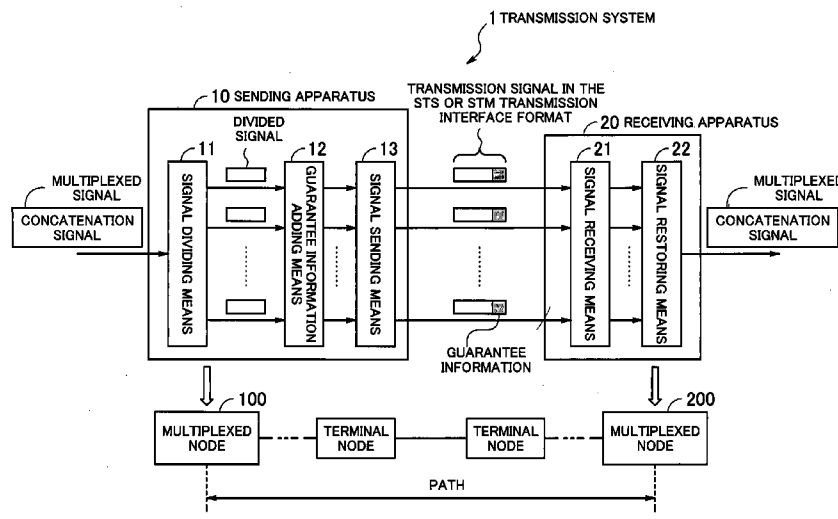 1 TRANSMISSION SYSTEM
10 SENDING APPARATUS
TRANSMISSION SIGNAL IN THE
STS OR STM TRANSMISSION
INTERFACE FORMAT
20 RECEIVING APPARATUS
DIVIDED
SIGNAL
11
12
13
21
22
MULTIPLEXED
SIGNAL
CONCATENATION
SIGNAL
SIGNAL DIVIDING MEANS
GUARANTEE INFORMATION
ADDING MEANS
SIGNAL SENDING MEANS
SIGNAL RECEIVING MEANS
SIGNAL RESTORING MEANS
MULTIPLEXED
SIGNAL
CONCATENATION
SIGNAL
GUARANTEE
INFORMATION
100
200
MULTIPLEXED
NODE
TERMINAL
NODE
TERMINAL
NODE
MULTIPLEXED
NODE
PATH